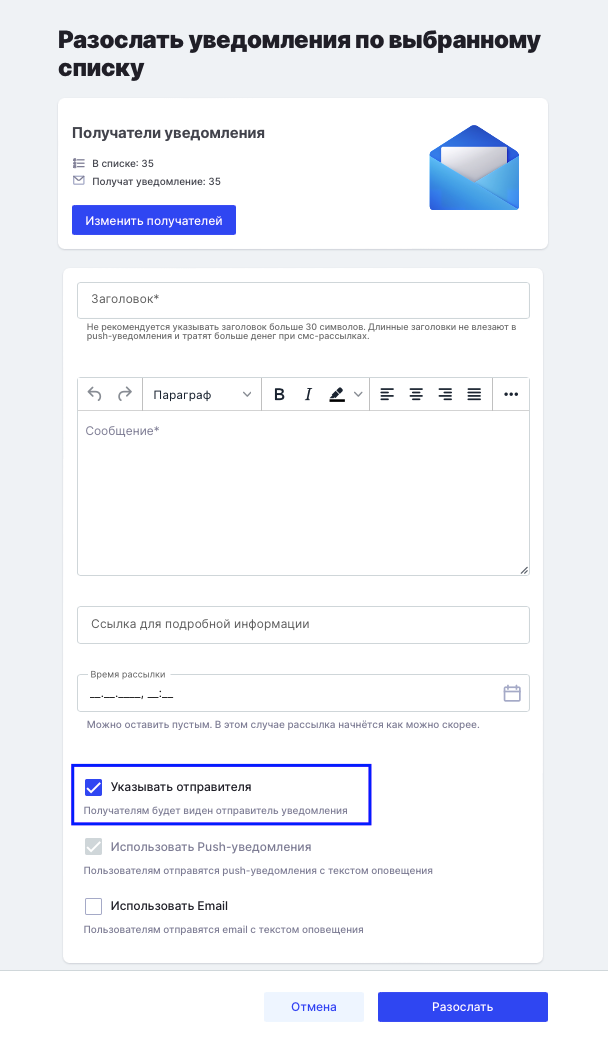 Разослать уведомления по выбранному
списку
Получатели уведомления
В списке: 35
Получат уведомление: 35
Изменить получателей
Заголовок*
Не рекомендуется указывать заголовок больше 30 символов. Длинные заголовки не влезают в
push-уведомления и тратят больше денег при смс-рассылках.
Параграф B I
Сообщение*
Ссылка для подробной информации
Время рассылки
__.__.____, __:__
Можно оставить пустым. В этом случае рассылка начнётся как можно скорее.
Указывать отправителя
Получателям будет виден отправитель уведомления
Использовать Push-уведомления
Пользователям отправятся push-уведомления с текстом оповещения
Использовать Email
Пользователям отправятся email с текстом оповещения
Отмена Разослать